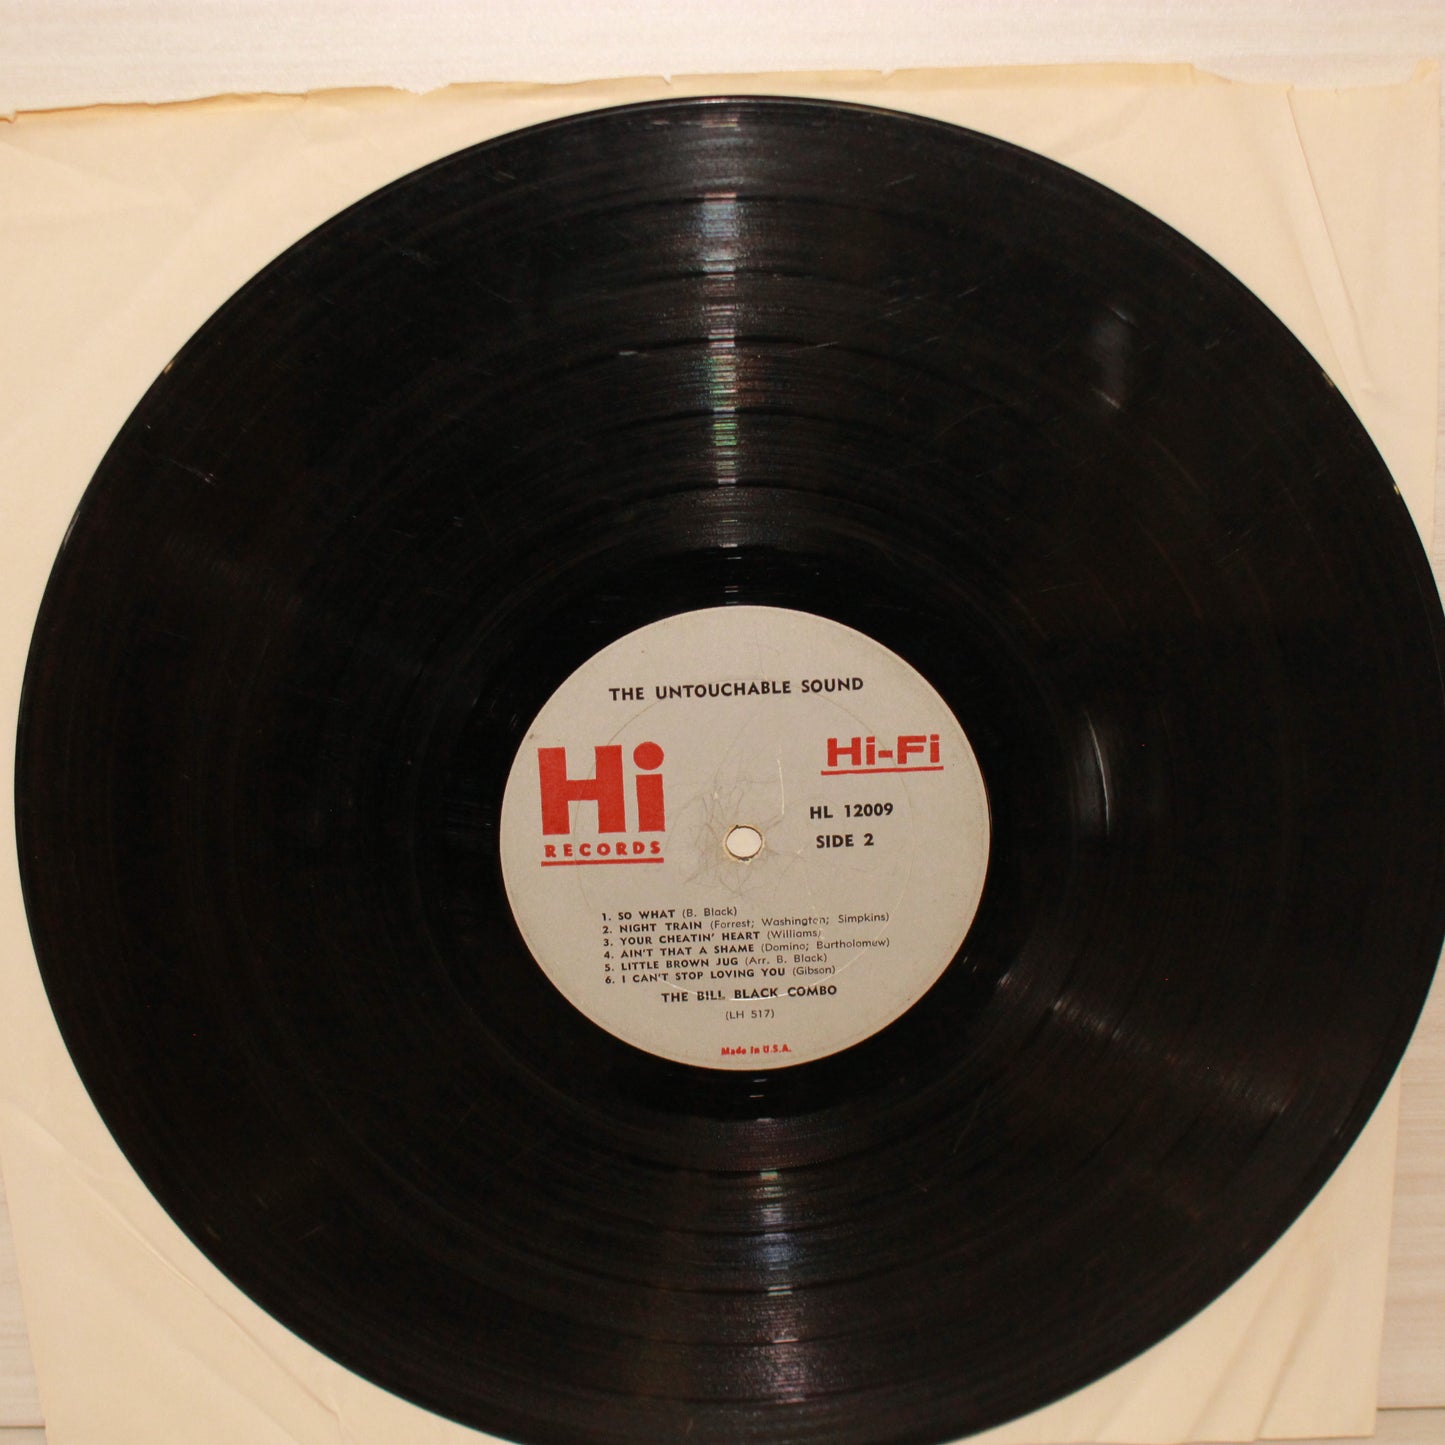 THE UNTOUCHABLE SOUND
Hi
RECORDS
Hi-Fi
HL 12009
SIDE 2
1. SO WHAT (B. Black)
2. NIGHT TRAIN (Forrest; Washington; Simpkins)
3. YOUR CHEATIN' HEART (Williams)
4. AIN'T THAT A SHAME (Domino; Bartholomew)
5. LITTLE BROWN JUG (Arr. B. Black)
6. I CAN'T STOP LOVING YOU (Gibson)
THE BILL BLACK COMBO
(LH 517)
Made in U.S.A.